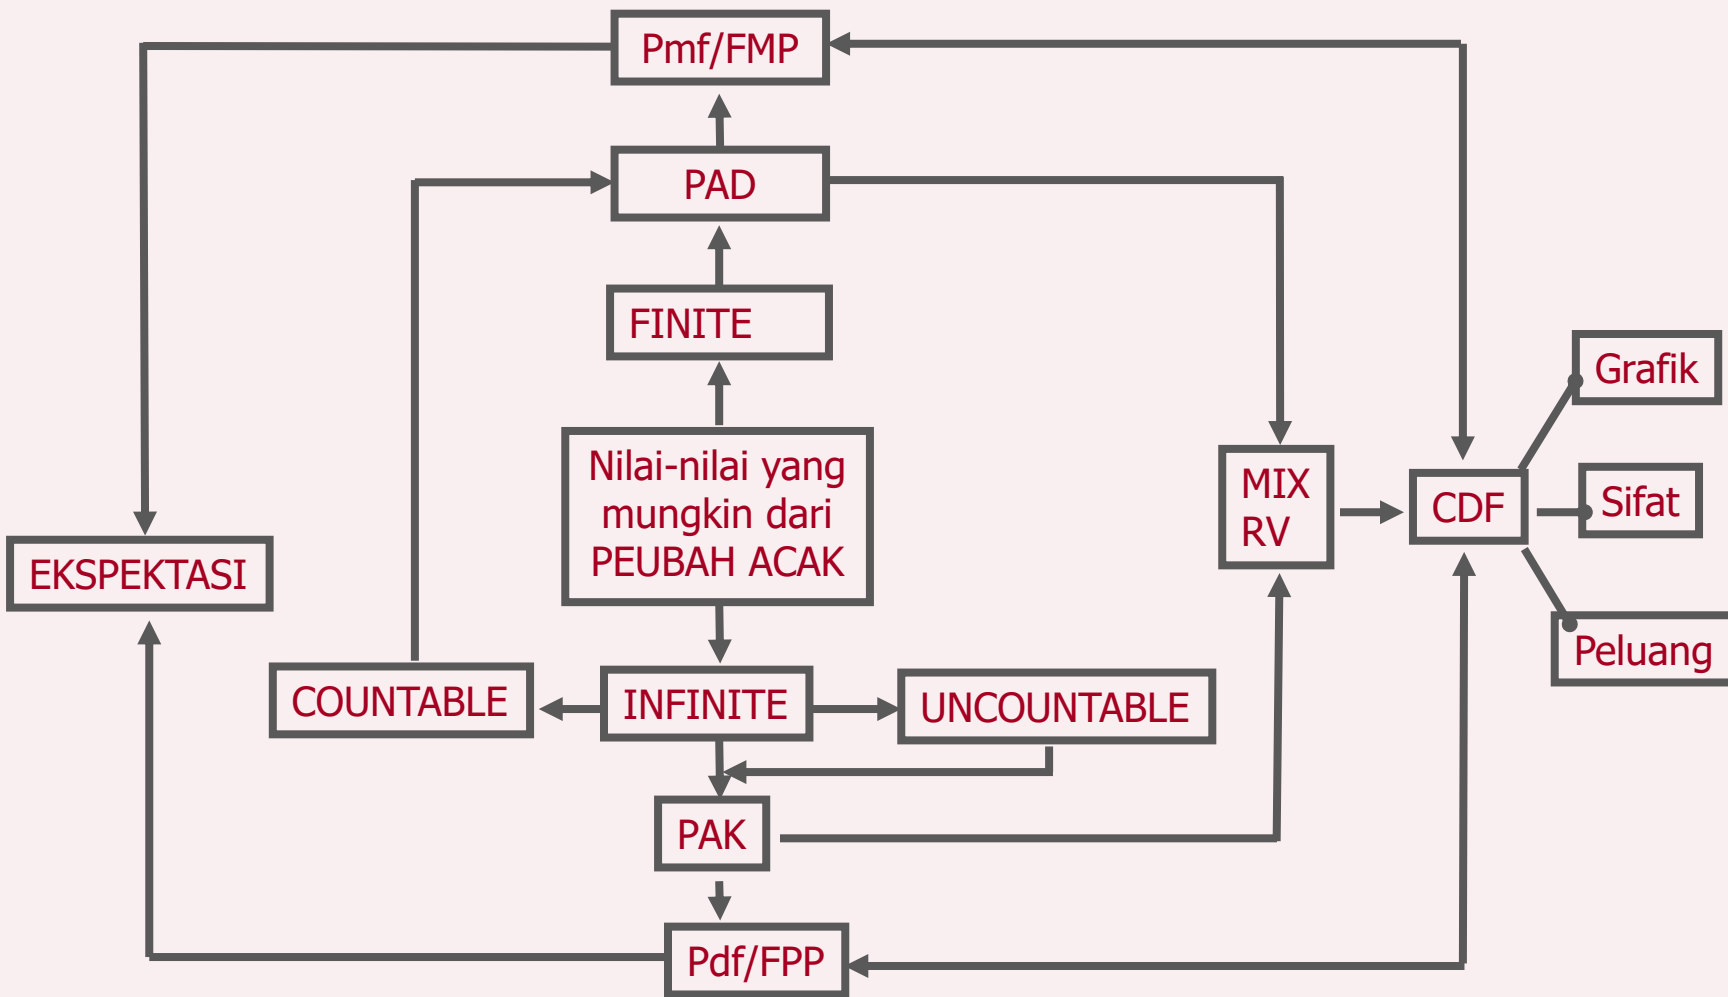 Pmf/FMP
PAD
FINITE
Grafik
Nilai-nilai yang
mungkin dari
PEUBAH ACAK
MIX
RV
CDF
Sifat
EKSPEKTASI
Peluang
COUNTABLE
INFINITE
UNCOUNTABLE
PAK
Pdf/FPP